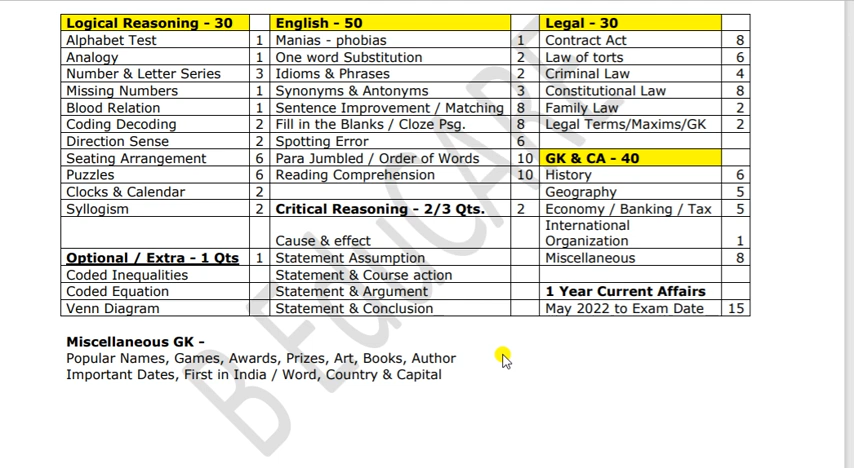 Logical Reasoning - 30 | | English - 50 | | Legal - 30 |
Alphabet Test | 1 | Manias - phobias | 1 | Contract Act | 8
Analogy | 1 | One word Substitution | 2 | Law of torts | 6
Number & Letter Series | 3 | Idioms & Phrases | 2 | Criminal Law | 4
Missing Numbers | 1 | Synonyms & Antonyms | 3 | Constitutional Law | 8
Blood Relation | 1 | Sentence Improvement / Matching | 8 | Family Law | 2
Coding Decoding | 2 | Fill in the Blanks / Cloze Psg. | 8 | Legal Terms/Maxims/GK | 2
Direction Sense | 2 | Spotting Error | 6 | |
Seating Arrangement | 6 | Para Jumbled / Order of Words | 10 | GK & CA - 40 |
Puzzles | 6 | Reading Comprehension | 10 | History | 6
Clocks & Calendar | 2 | | | Geography | 5
Syllogism | 2 | Critical Reasoning - 2/3 Qts. | 2 | Economy / Banking / Tax | 5
| | Cause & effect | | International Organization | 1
Optional / Extra - 1 Qts | 1 | Statement Assumption | | Miscellaneous | 8
Coded Inequalities | | Statement & Course action | | |
Coded Equation | | Statement & Argument | | 1 Year Current Affairs |
Venn Diagram | | Statement & Conclusion | | May 2022 to Exam Date | 15
Miscellaneous GK -
Popular Names, Games, Awards, Prizes, Art, Books, Author
Important Dates, First in India / Word, Country & Capital
B EduCARE